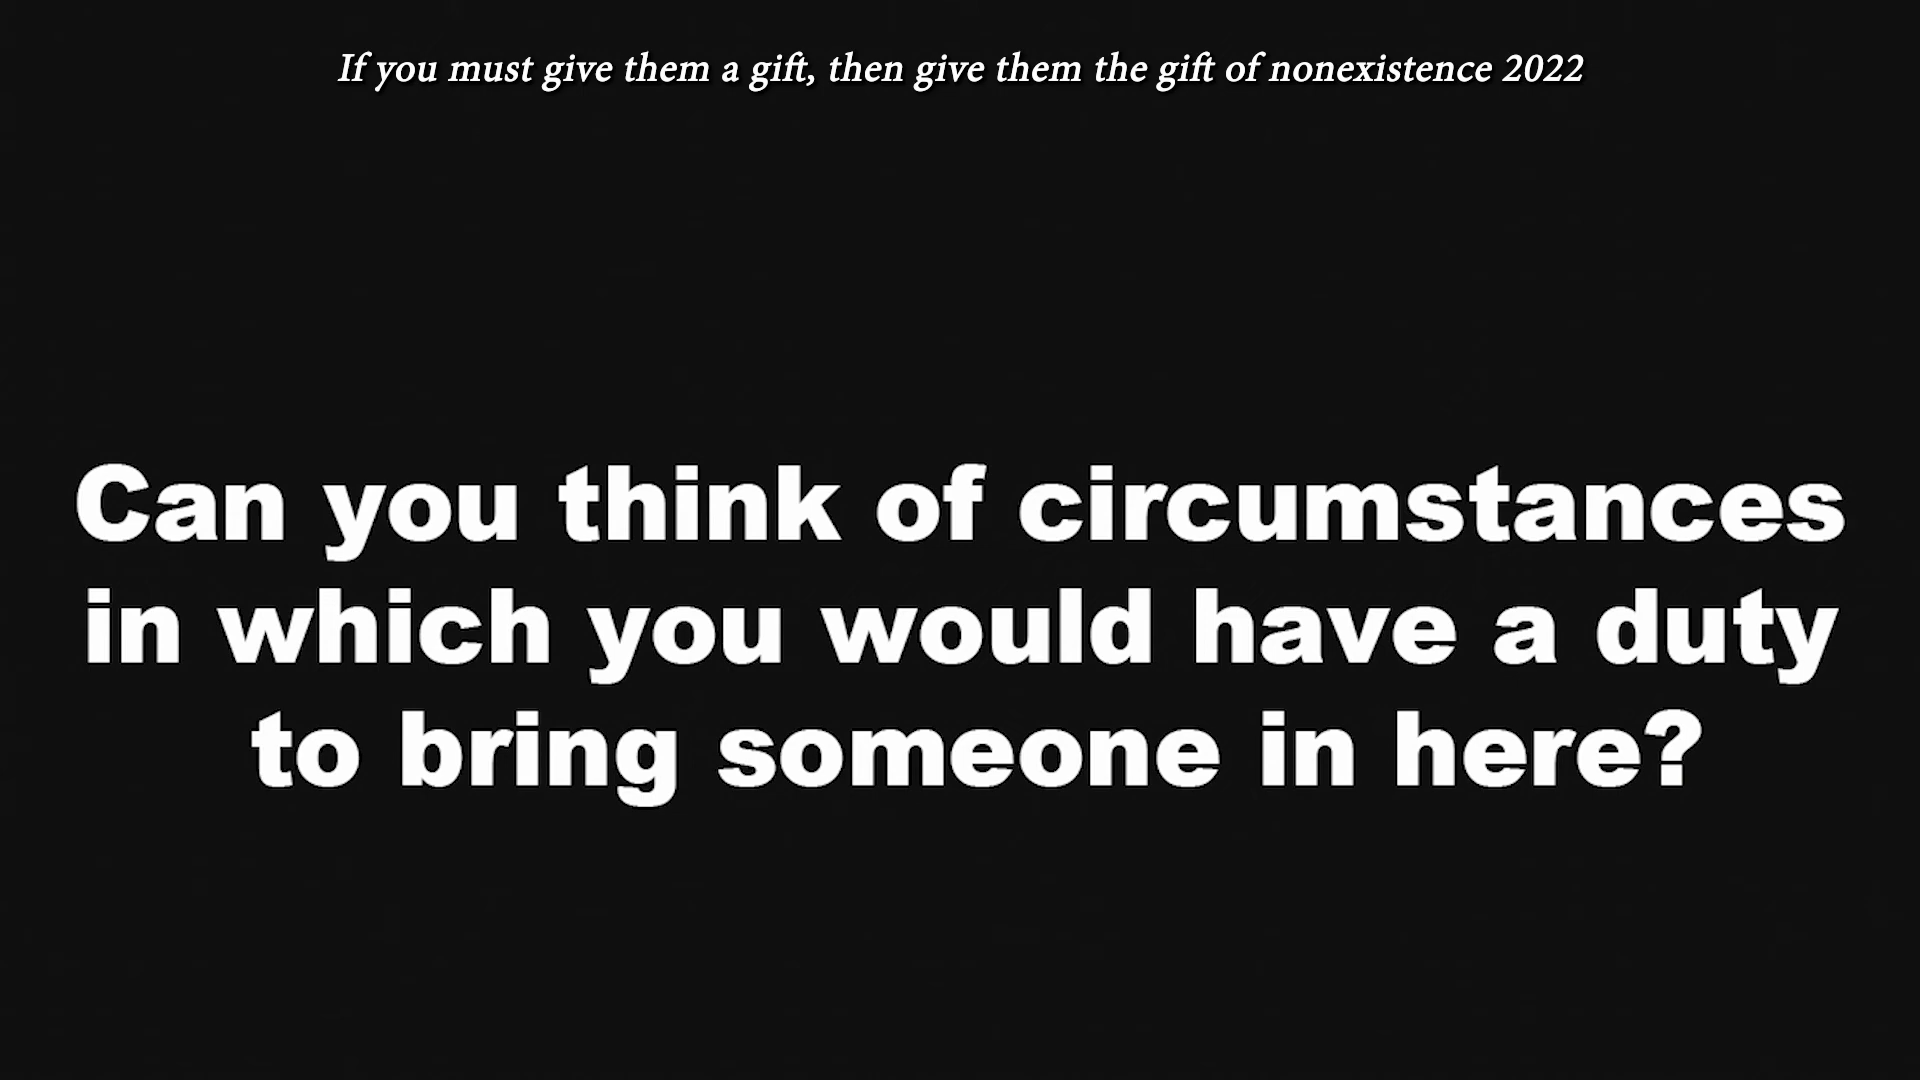 If you must give them a gift, then give them the gift of nonexistence 2022
Can you think of circumstances
in which you would have a duty
to bring someone in here?